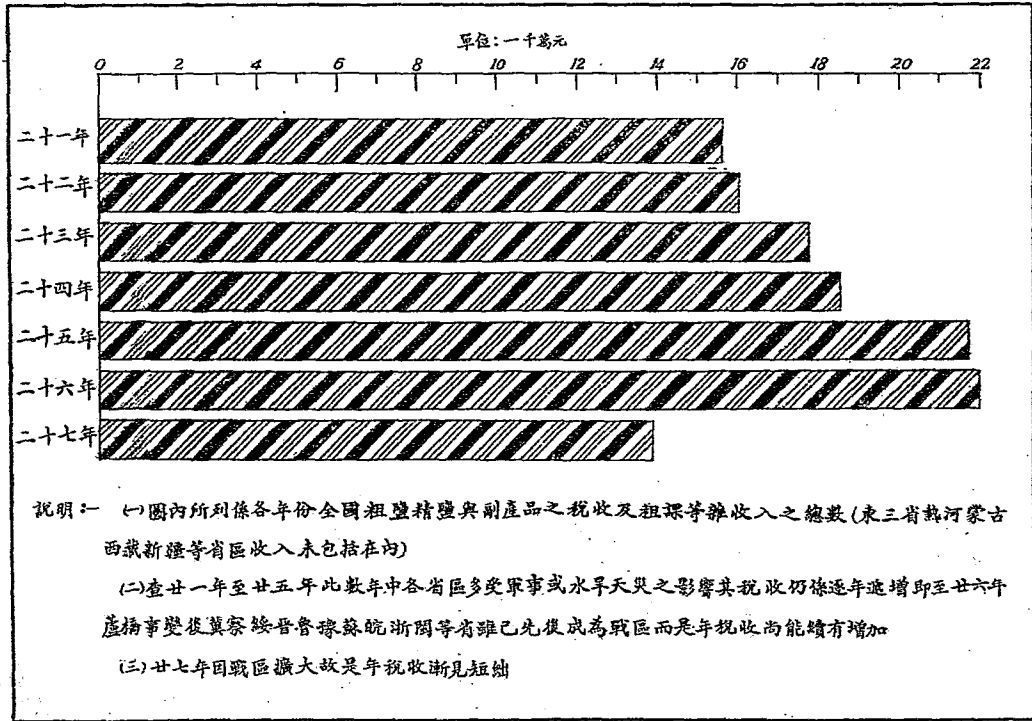 單位：一千萬元
0 2 4 6 8 10 12 14 16 18 20 22
二十一年
二十二年
二十三年
二十四年
二十五年
二十六年
二十七年
說明：— (一)圖內所列係各年份全國粗鹽精鹽與副產品之稅收及租課等雜收入之總數(東三省熱河蒙古
西藏新疆等省區收入未包括在內)
(二)查廿一年至廿五年此數年中各省區多受軍事或水旱天災之影響其稅收仍係逐年遞增即至廿六年
蘆橋事變後冀察綏晉魯豫蘇皖浙閩等省雖已先後成為戰區而是年稅收尚能續有增加
(三)廿七年因戰區擴大故是年稅收漸見短絀